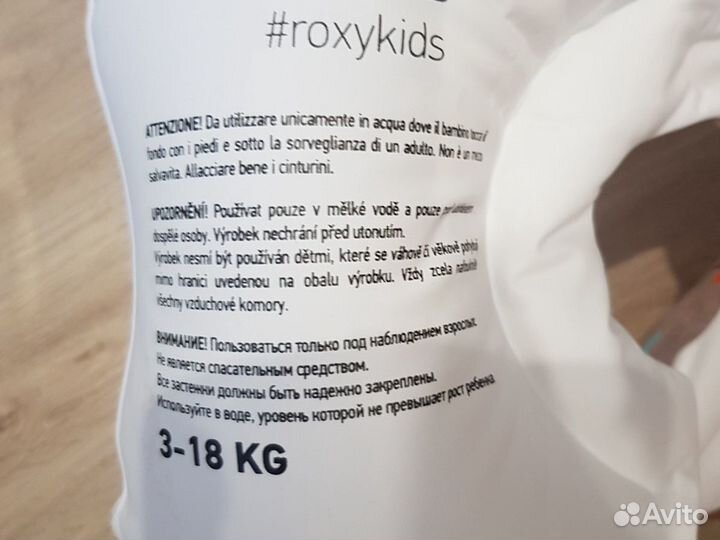 #roxykids
ATTENZIONE! Da utilizzare unicamente in acqua dove il bambino tocca il
fondo con i piedi e sotto la sorveglianza di un adulto. Non è un
salvavita. Allacciare bene i cinturini.
UPOZORNĚNÍ! Používat pouze v mělké vodě a pouze pod
dospělé osoby. Výrobek nechrání před utonutím.
Výrobek nesmí být používán dětmi, které se váhově či věkově pohybují
mimo hranici uvedenou na obalu výrobku. Vždy zcela nafoukněte
všechny vzduchové komory.
ВНИМАНИЕ! Пользоваться только под наблюдением взрослых.
Не является спасательным средством.
Все застежки должны быть надежно закреплены.
Используйте в воде, уровень которой не превышает рост ребенка.
3-18 KG
Avito